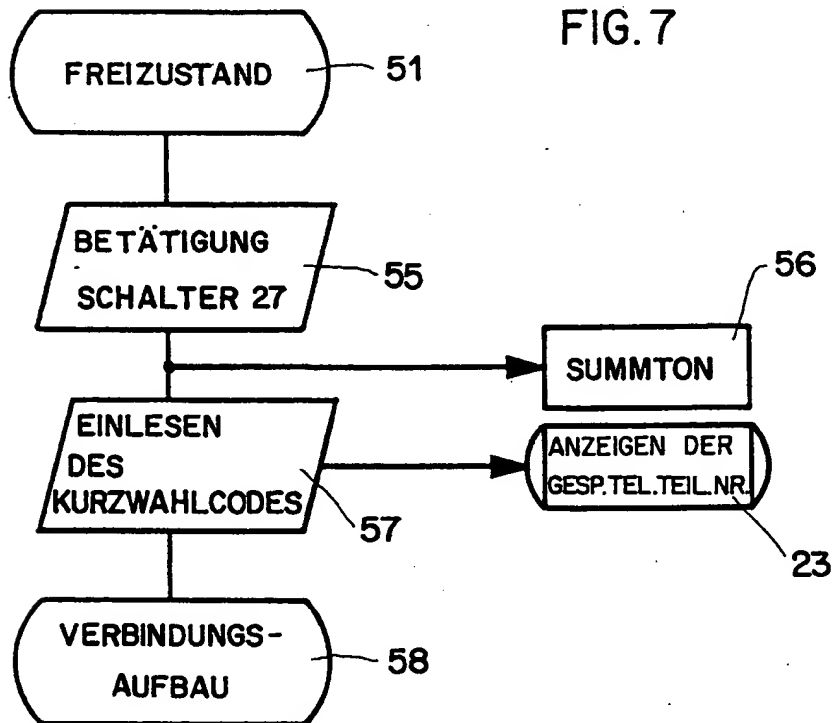 FIG. 7
FREIZUSTAND
51
BETÄTIGUNG
SCHALTER 27
55
56
SUMMTON
EINLESEN
DES
KURZWAHLCODES
57
ANZEIGEN DER
GESP. TEL. TEIL. NR.
23
VERBINDUNGS-
AUFBAU
58